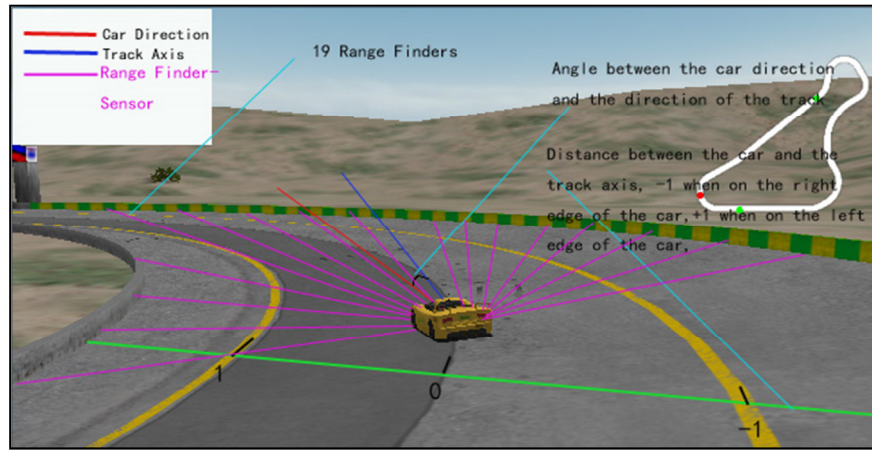 Car Direction
Track Axis
Range Finder-
Sensor
19 Range Finders
Angle between the car direction
and the direction of the track
Distance between the car and the
track axis, -1 when on the right
edge of the car,+1 when on the left
edge of the car,
1
0
-1